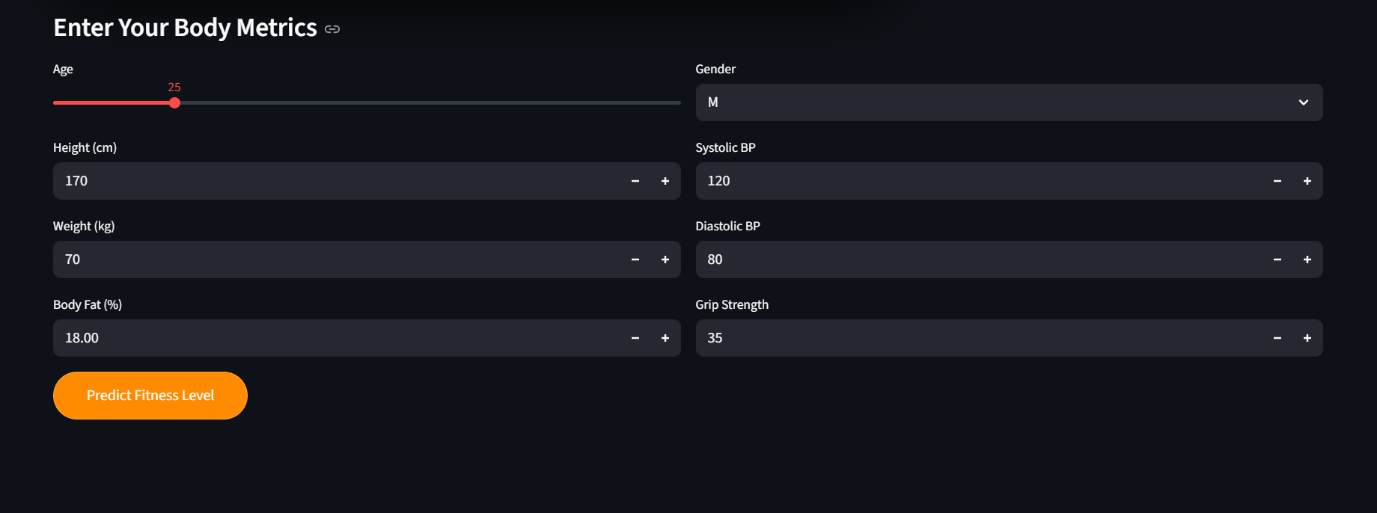 Enter Your Body Metrics
Age
25
Gender
M
Height (cm)
170
Systolic BP
120
Weight (kg)
70
Diastolic BP
80
Body Fat (%)
18.00
Grip Strength
35
Predict Fitness Level